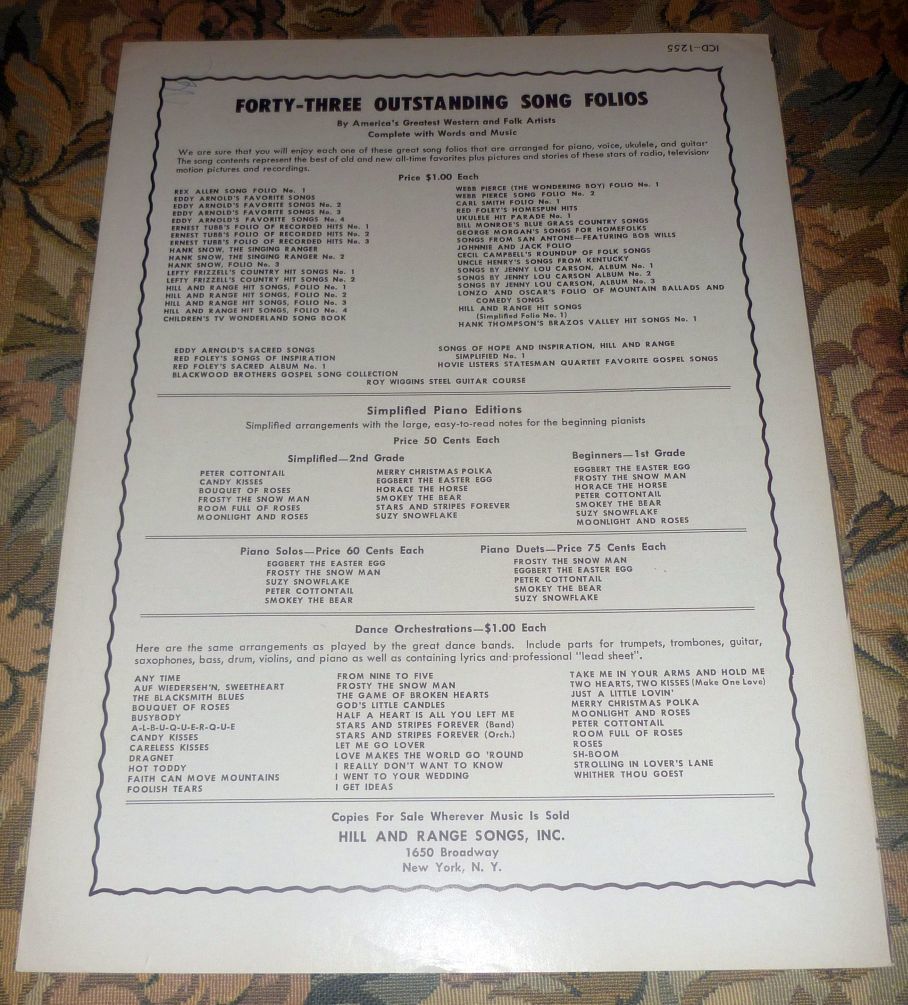 ICD-1255
FORTY-THREE OUTSTANDING SONG FOLIOS
By America's Greatest Western and Folk Artists
Complete with Words and Music
We are sure that you will enjoy each one of these great song folios that are arranged for piano, voice, ukulele, and guitar.
The song contents represent the best of old and new all-time favorites plus pictures and stories of these stars of radio, television,
motion pictures and recordings.
Price $1.00 Each
REX ALLEN SONG FOLIO No. 1
EDDY ARNOLD'S FAVORITE SONGS
EDDY ARNOLD'S FAVORITE SONGS No. 2
EDDY ARNOLD'S FAVORITE SONGS No. 3
EDDY ARNOLD'S FAVORITE SONGS No. 4
ERNEST TUBB'S FOLIO OF RECORDED HITS No. 1
ERNEST TUBB'S FOLIO OF RECORDED HITS No. 2
ERNEST TUBB'S FOLIO OF RECORDED HITS No. 3
HANK SNOW, THE SINGING RANGER
HANK SNOW, THE SINGING RANGER No. 2
HANK SNOW, FOLIO No. 3
LEFTY FRIZZELL'S COUNTRY HIT SONGS No. 1
LEFTY FRIZZELL'S COUNTRY HIT SONGS No. 2
HILL AND RANGE HIT SONGS, FOLIO No. 1
HILL AND RANGE HIT SONGS, FOLIO No. 2
HILL AND RANGE HIT SONGS, FOLIO No. 3
HILL AND RANGE HIT SONGS, FOLIO No. 4
CHILDREN'S TV WONDERLAND SONG BOOK
WEBB PIERCE (THE WONDERING BOY) FOLIO No. 1
WEBB PIERCE SONG FOLIO No. 2
CARL SMITH FOLIO No. 1
RED FOLEY'S HOMESPUN HITS
UKULELE HIT PARADE No. 1
BILL MONROE'S BLUE GRASS COUNTRY SONGS
GEORGE MORGAN'S SONGS FOR HOMEFOLKS
SONGS FROM SAN ANTONE—FEATURING BOB WILLS
JOHNNIE AND JACK FOLIO
CECIL CAMPBELL'S ROUNDUP OF FOLK SONGS
UNCLE HENRY'S SONGS FROM KENTUCKY
SONGS BY JENNY LOU CARSON, ALBUM No. 1
SONGS BY JENNY LOU CARSON ALBUM No. 2
SONGS BY JENNY LOU CARSON, ALBUM No. 3
LONZO AND OSCAR'S FOLIO OF MOUNTAIN BALLADS AND
COMEDY SONGS
HILL AND RANGE HIT SONGS
(Simplified Folio No. 1)
HANK THOMPSON'S BRAZOS VALLEY HIT SONGS No. 1
EDDY ARNOLD'S SACRED SONGS
RED FOLEY'S SONGS OF INSPIRATION
RED FOLEY'S SACRED ALBUM No. 1
BLACKWOOD BROTHERS GOSPEL SONG COLLECTION
SONGS OF HOPE AND INSPIRATION, HILL AND RANGE
SIMPLIFIED No. 1
HOVIE LISTERS STATESMAN QUARTET FAVORITE GOSPEL SONGS
ROY WIGGINS STEEL GUITAR COURSE
Simplified Piano Editions
Simplified arrangements with the large, easy-to-read notes for the beginning pianists
Price 50 Cents Each
Simplified—2nd Grade
PETER COTTONTAIL
CANDY KISSES
BOUQUET OF ROSES
FROSTY THE SNOW MAN
ROOM FULL OF ROSES
MOONLIGHT AND ROSES
MERRY CHRISTMAS POLKA
EGGBERT THE EASTER EGG
HORACE THE HORSE
SMOKEY THE BEAR
STARS AND STRIPES FOREVER
SUZY SNOWFLAKE
Beginners—1st Grade
EGGBERT THE EASTER EGG
FROSTY THE SNOW MAN
HORACE THE HORSE
PETER COTTONTAIL
SMOKEY THE BEAR
SUZY SNOWFLAKE
MOONLIGHT AND ROSES
Piano Solos—Price 60 Cents Each
EGGBERT THE EASTER EGG
FROSTY THE SNOW MAN
SUZY SNOWFLAKE
PETER COTTONTAIL
SMOKEY THE BEAR
Piano Duets—Price 75 Cents Each
FROSTY THE SNOW MAN
EGGBERT THE EASTER EGG
PETER COTTONTAIL
SMOKEY THE BEAR
SUZY SNOWFLAKE
Dance Orchestrations—$1.00 Each
Here are the same arrangements as played by the great dance bands. Include parts for trumpets, trombones, guitar,
saxophones, bass, drum, violins, and piano as well as containing lyrics and professional "lead sheet".
ANY TIME
AUF WIEDERSEH'N, SWEETHEART
THE BLACKSMITH BLUES
BOUQUET OF ROSES
BUSYBODY
A-L-B-U-Q-U-E-R-Q-U-E
CANDY KISSES
CARELESS KISSES
DRAGNET
HOT TODDY
FAITH CAN MOVE MOUNTAINS
FOOLISH TEARS
FROM NINE TO FIVE
FROSTY THE SNOW MAN
THE GAME OF BROKEN HEARTS
GOD'S LITTLE CANDLES
HALF A HEART IS ALL YOU LEFT ME
STARS AND STRIPES FOREVER (Band)
STARS AND STRIPES FOREVER (Orch.)
LET ME GO LOVER
LOVE MAKES THE WORLD GO 'ROUND
I REALLY DON'T WANT TO KNOW
I WENT TO YOUR WEDDING
I GET IDEAS
TAKE ME IN YOUR ARMS AND HOLD ME
TWO HEARTS, TWO KISSES (Make One Love)
JUST A LITTLE LOVIN'
MERRY CHRISTMAS POLKA
MOONLIGHT AND ROSES
PETER COTTONTAIL
ROOM FULL OF ROSES
ROSES
SH-BOOM
STROLLING IN LOVER'S LANE
WHITHER THOU GOEST
Copies For Sale Wherever Music Is Sold
HILL AND RANGE SONGS, INC.
1650 Broadway
New York, N. Y.